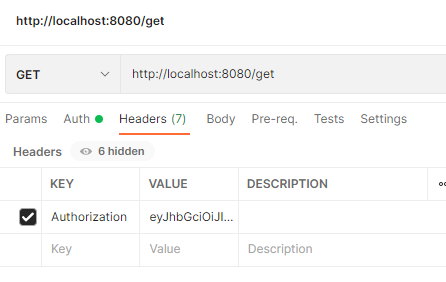 http://localhost:8080/get
GET http://localhost:8080/get
Params Auth Headers (7) Body Pre-req. Tests Settings
Headers 6 hidden
KEY VALUE DESCRIPTION
Authorization eyJhbGciOiJI...
Key Value Description